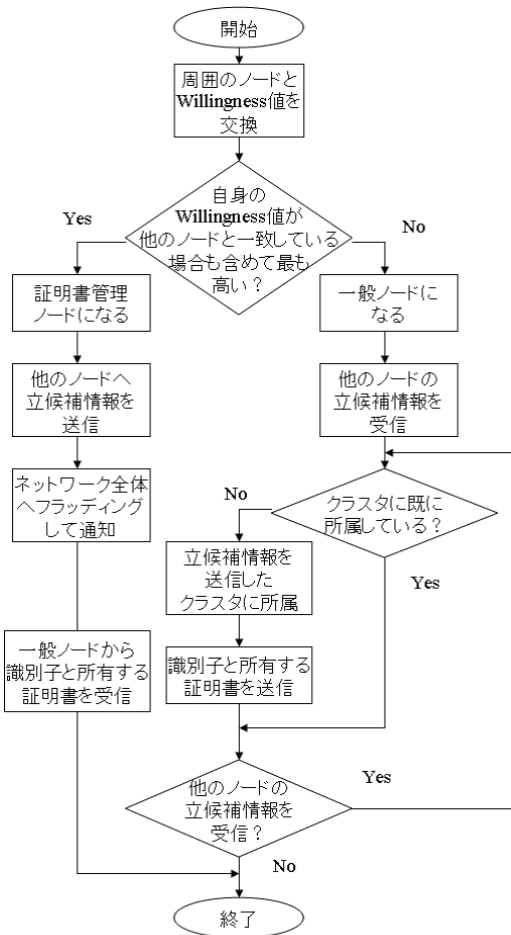 開始
周囲のノードと
Willingness値を
交換
自身の
Willingness値が
他のノードと一致している
場合も含めて最も
高い？
Yes
No
証明書管理
ノードになる
一般ノードに
なる
他のノードへ
立候補情報を
送信
他のノードの
立候補情報を
受信
ネットワーク全体
へフラッディング
して通知
クラスタに既に
所属している？
No
Yes
立候補情報を
送信した
クラスタに所属
一般ノードから
識別子と所有する
証明書を受信
識別子と所有する
証明書を送信
他のノードの
立候補情報を
受信？
Yes
No
終了